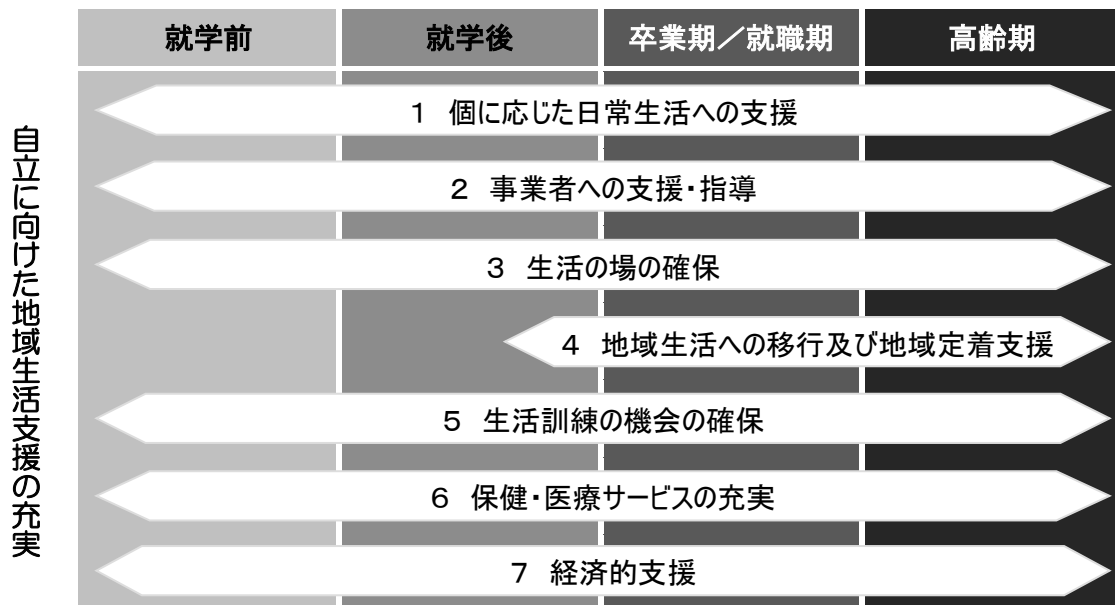 就学前
就学後
卒業期／就職期
高齢期
自立に向けた地域生活支援の充実
1 個に応じた日常生活への支援
2 事業者への支援・指導
3 生活の場の確保
4 地域生活への移行及び地域定着支援
5 生活訓練の機会の確保
6 保健・医療サービスの充実
7 経済的支援